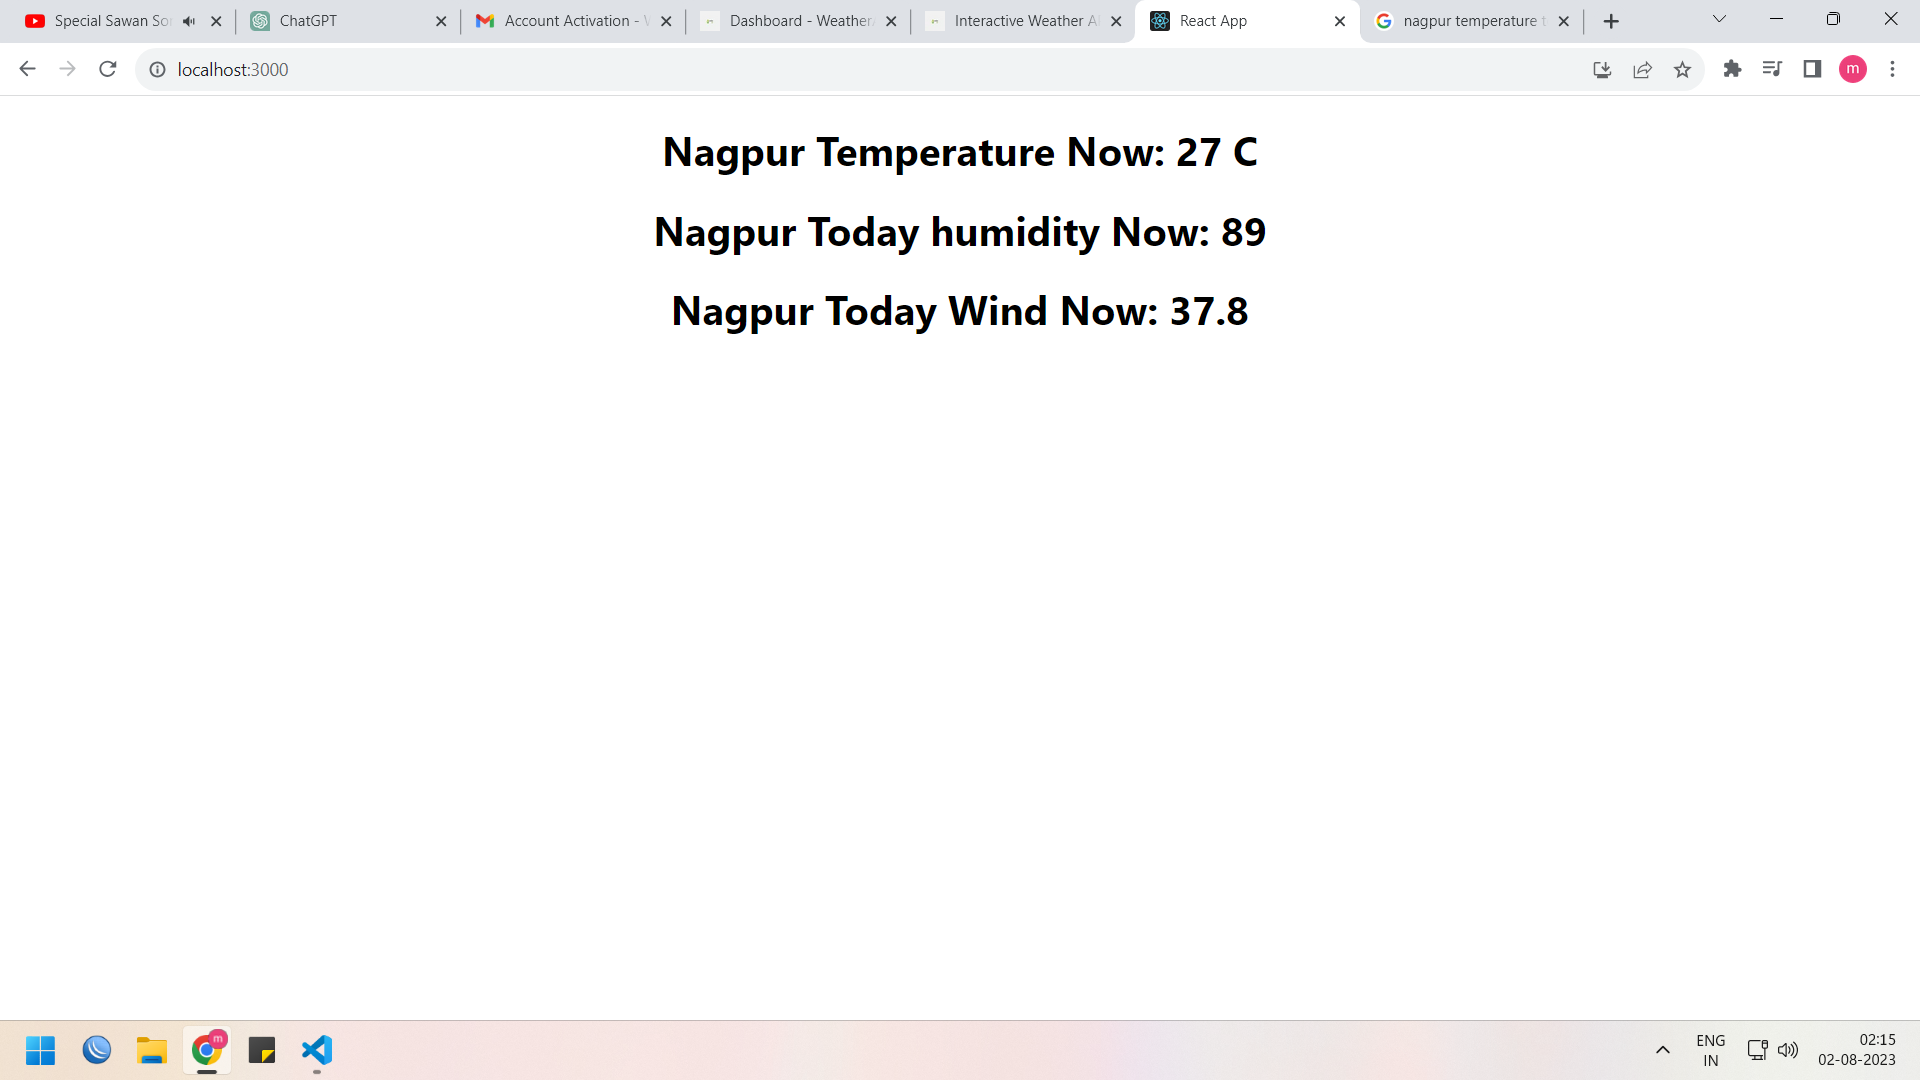 Special Sawan So
ChatGPT
Account Activation -
Dashboard - Weather
Interactive Weather A
React App
nagpur temperature
localhost:3000
m
Nagpur Temperature Now: 27 C
Nagpur Today humidity Now: 89
Nagpur Today Wind Now: 37.8
m
ENG
IN
02:15
02-08-2023